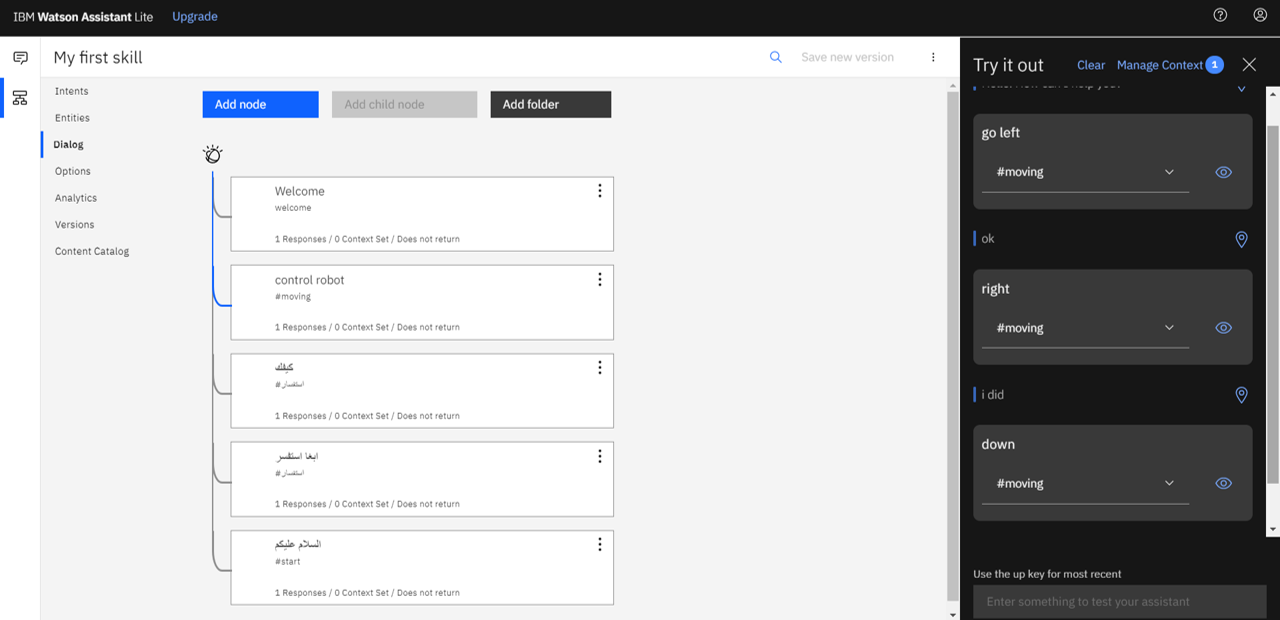 IBM Watson Assistant Lite Upgrade
My first skill
Save new version
Intents
Entities
Dialog
Options
Analytics
Versions
Content Catalog
Add node
Add child node
Add folder
Welcome
welcome
1 Responses / 0 Context Set / Does not return
control robot
#moving
1 Responses / 0 Context Set / Does not return
كيفك
#استفسار
1 Responses / 0 Context Set / Does not return
ابغا استفسر
#استفسار
1 Responses / 0 Context Set / Does not return
السلام عليكم
#start
1 Responses / 0 Context Set / Does not return
Try it out
Clear
Manage Context 1
go left
#moving
ok
right
#moving
i did
down
#moving
Use the up key for most recent
Enter something to test your assistant